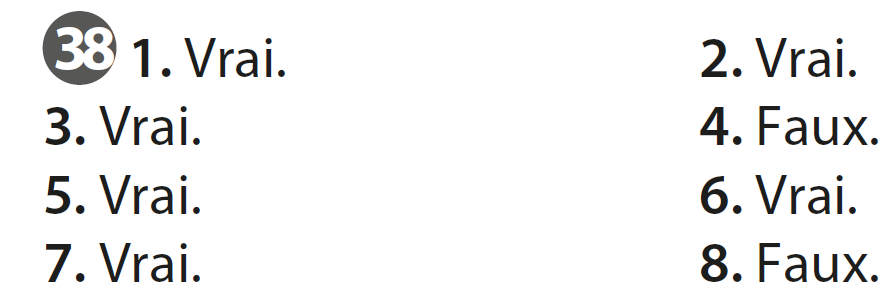 38 1. Vrai. 2. Vrai.
3. Vrai. 4. Faux.
5. Vrai. 6. Vrai.
7. Vrai. 8. Faux.